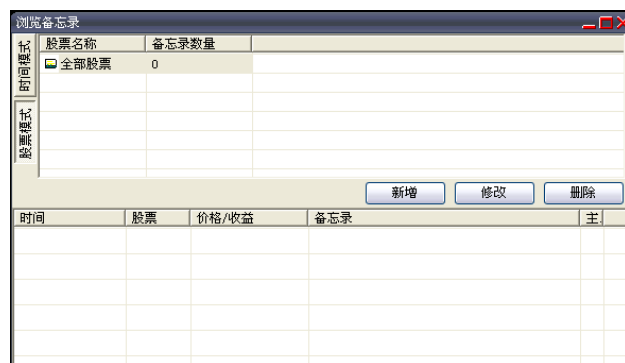 浏览备忘录
时间模式
股票模式
股票名称 备忘录数量
全部股票 0
新增 修改 删除
时间 股票 价格/收益 备忘录 主